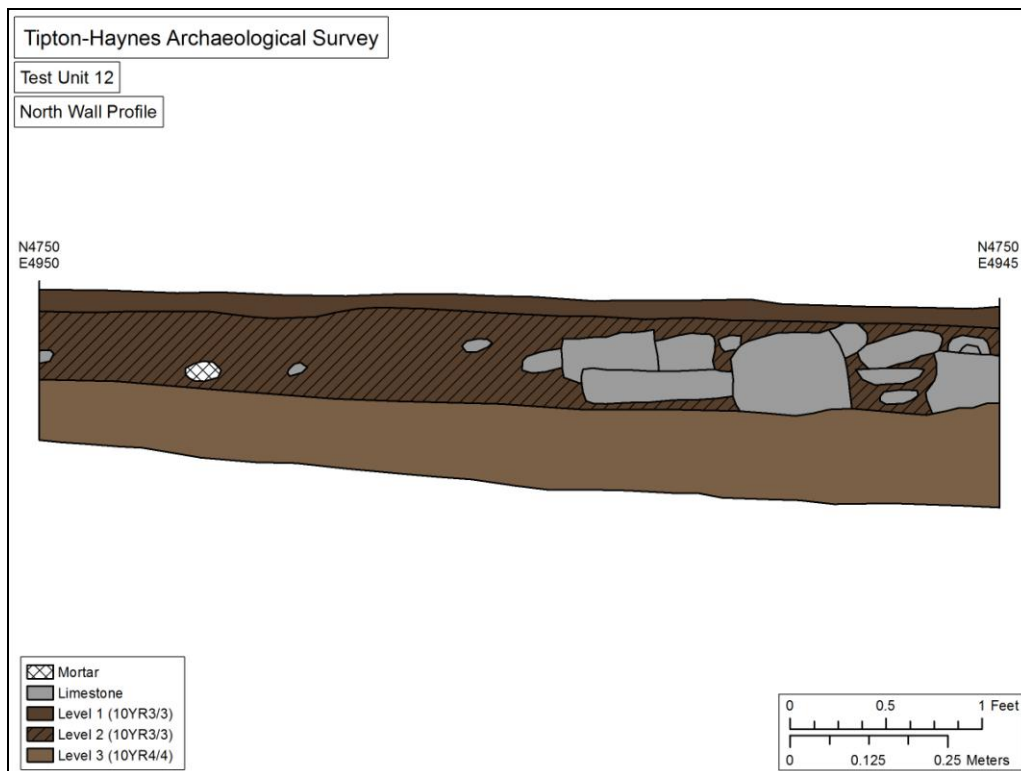 Tipton-Haynes Archaeological Survey
Test Unit 12
North Wall Profile
N4750
E4950
N4750
E4945
Mortar
Limestone
Level 1 (10YR3/3)
Level 2 (10YR3/3)
Level 3 (10YR4/4)
0 0.5 1 Feet
0 0.125 0.25 Meters